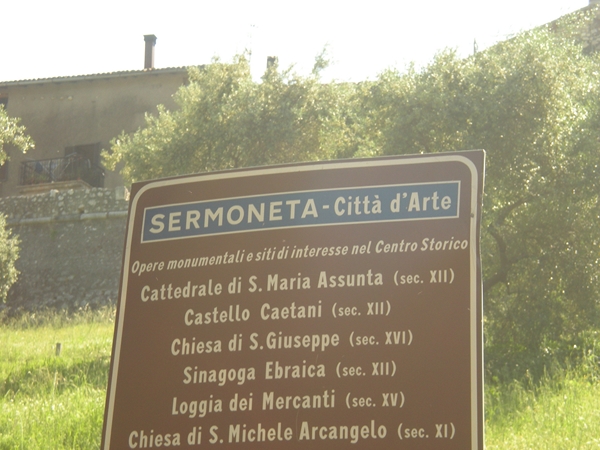 SERMONETA - Città d'Arte
Opere monumentali e siti di interesse nel Centro Storico
Cattedrale di S. Maria Assunta (sec. XII)
Castello Caetani (sec. XII)
Chiesa di S. Giuseppe (sec. XVI)
Sinagoga Ebraica (sec. XII)
Loggia dei Mercanti (sec. XV)
Chiesa di S. Michele Arcangelo (sec. XI)